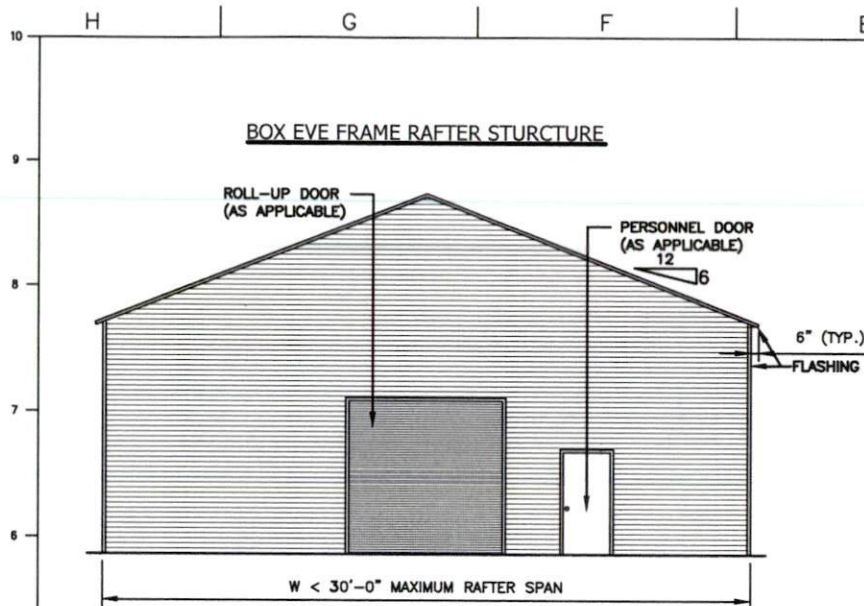 H G F E
10
BOX EVE FRAME RAFTER STURCTURE
9
ROLL-UP DOOR
(AS APPLICABLE)
PERSONNEL DOOR
(AS APPLICABLE)
12
6
8
6" (TYP.)
FLASHING
7
6
W < 30'-0" MAXIMUM RAFTER SPAN